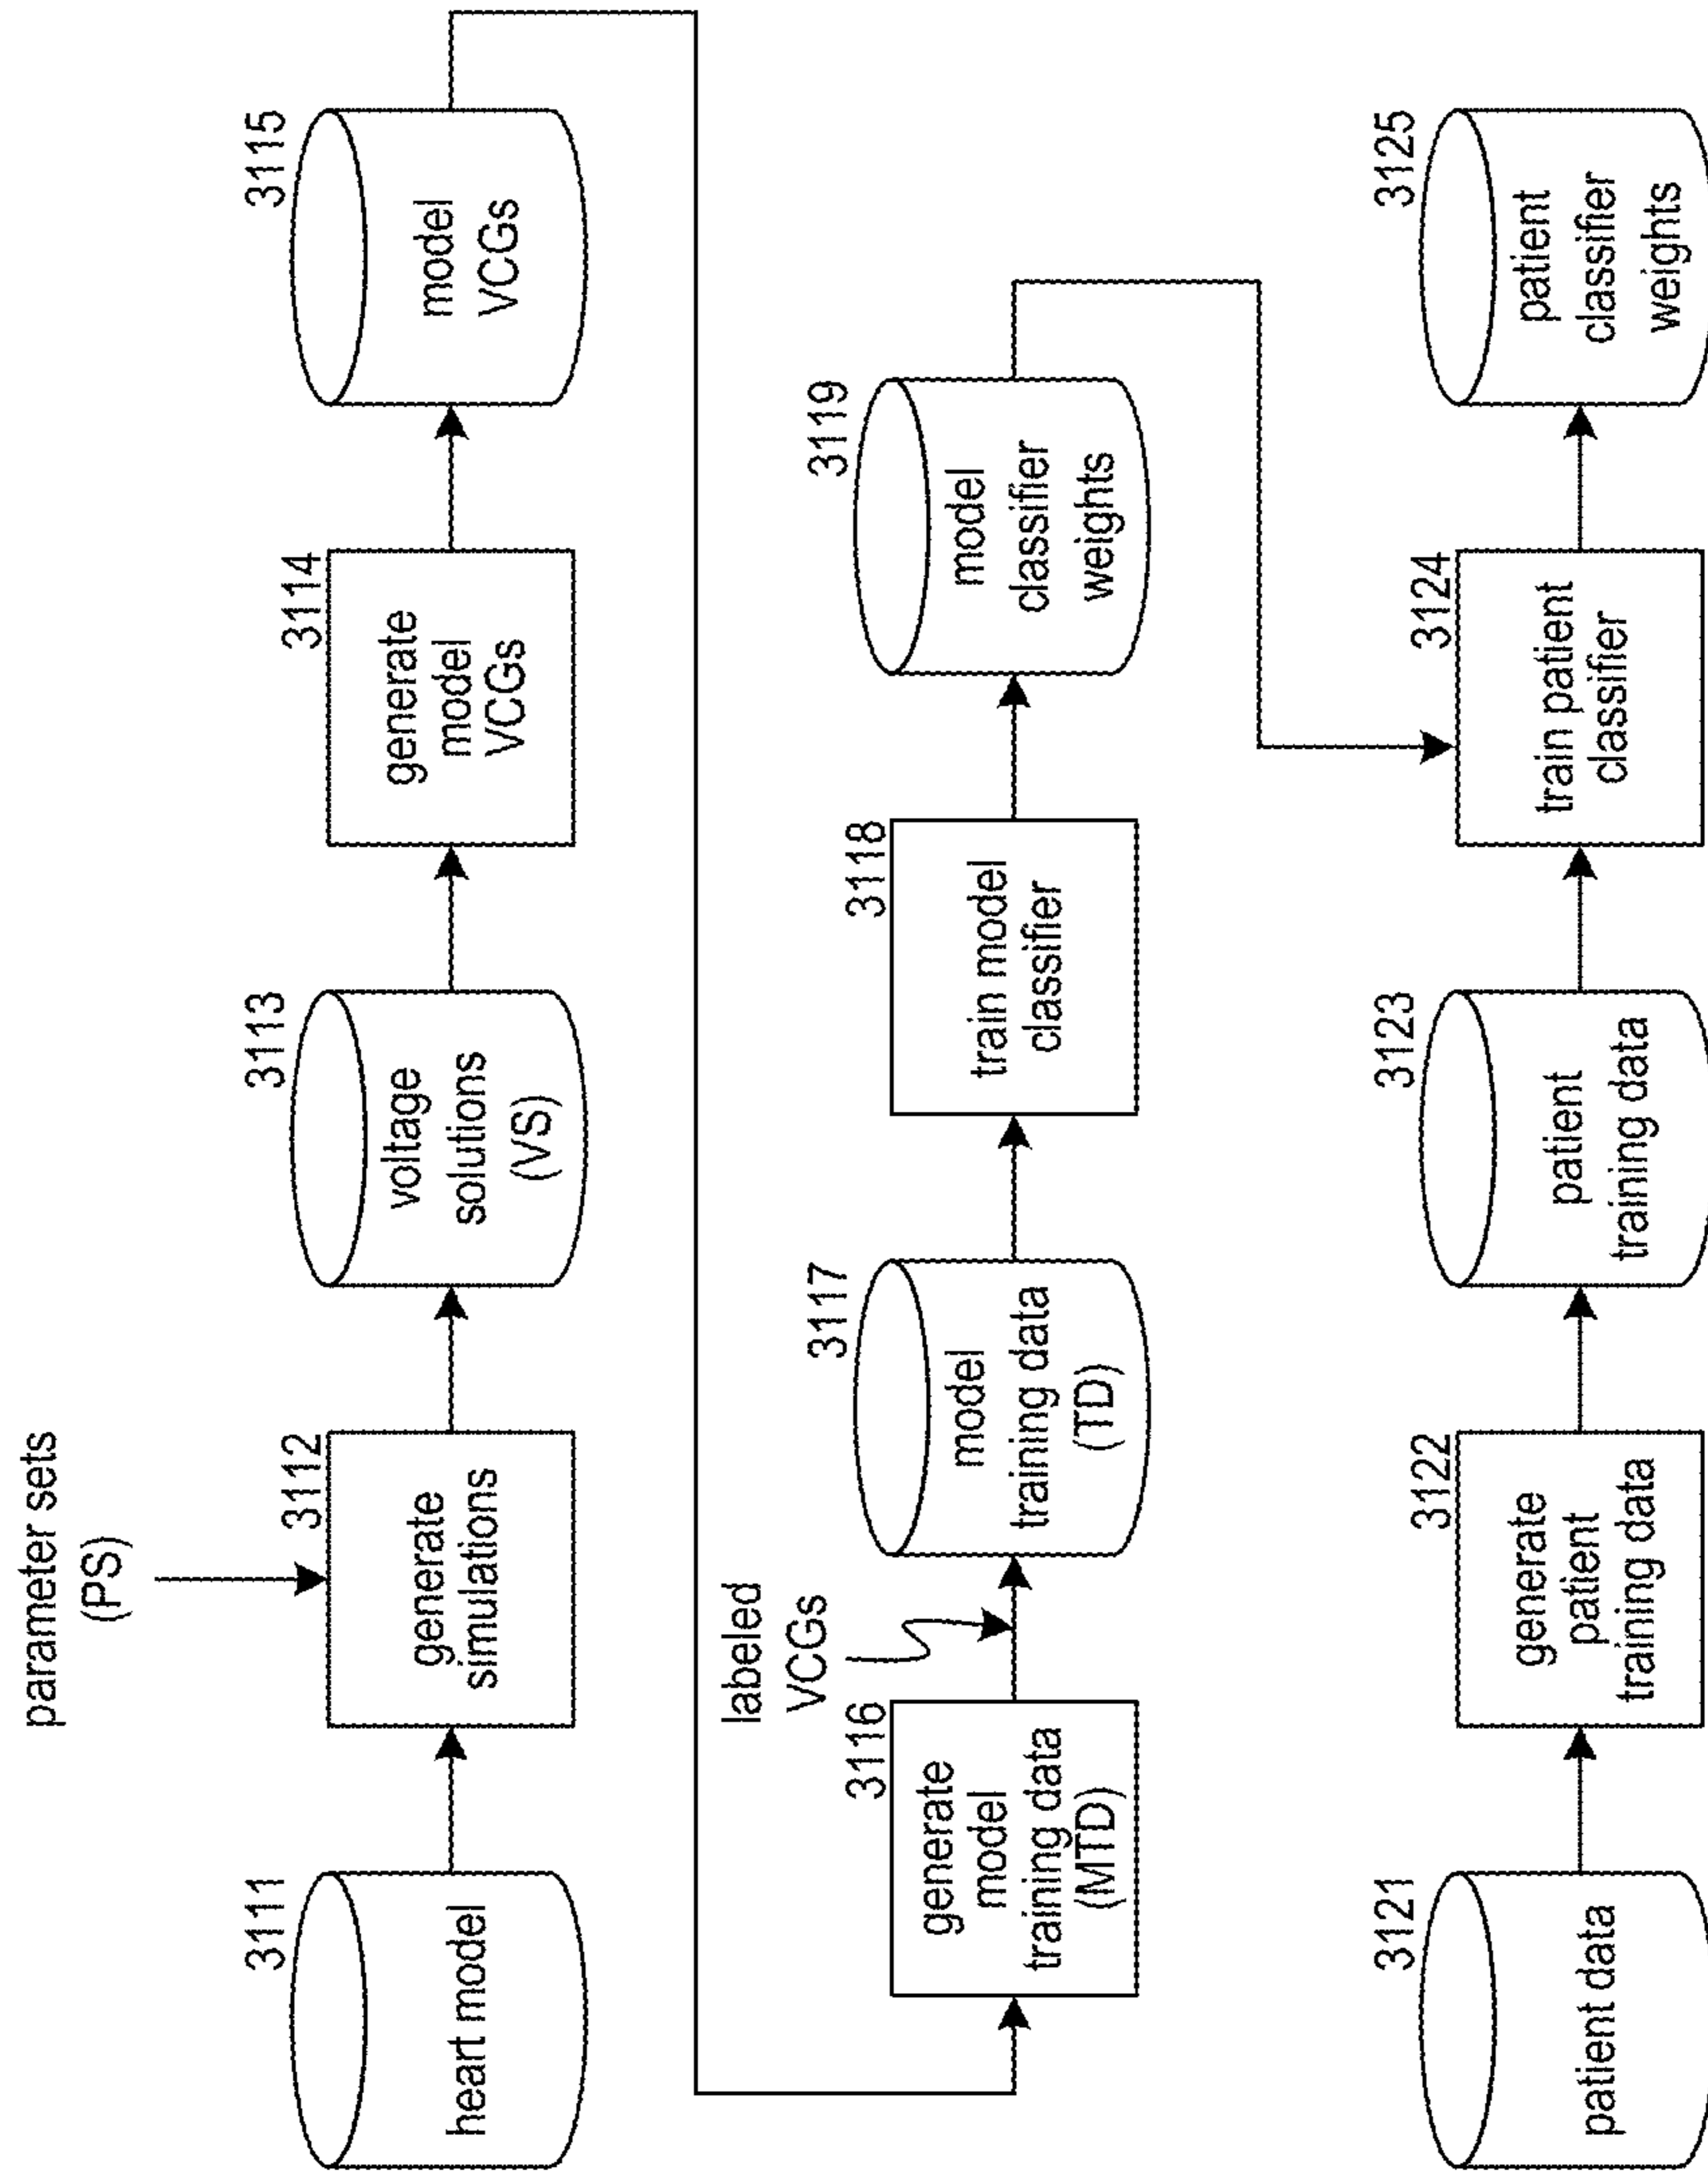 parameter sets
(PS)
3111
heart model
3112
generate
simulations
3113
voltage
solutions
(VS)
3114
generate
model
VCGs
3115
model
VCGs
labeled
VCGs
3116
generate
model
training data
(MTD)
3117
model
training data
(TD)
3118
train model
classifier
3119
model
classifier
weights
3121
patient data
3122
generate
patient
training data
3123
patient
training data
3124
train patient
classifier
3125
patient
classifier
weights